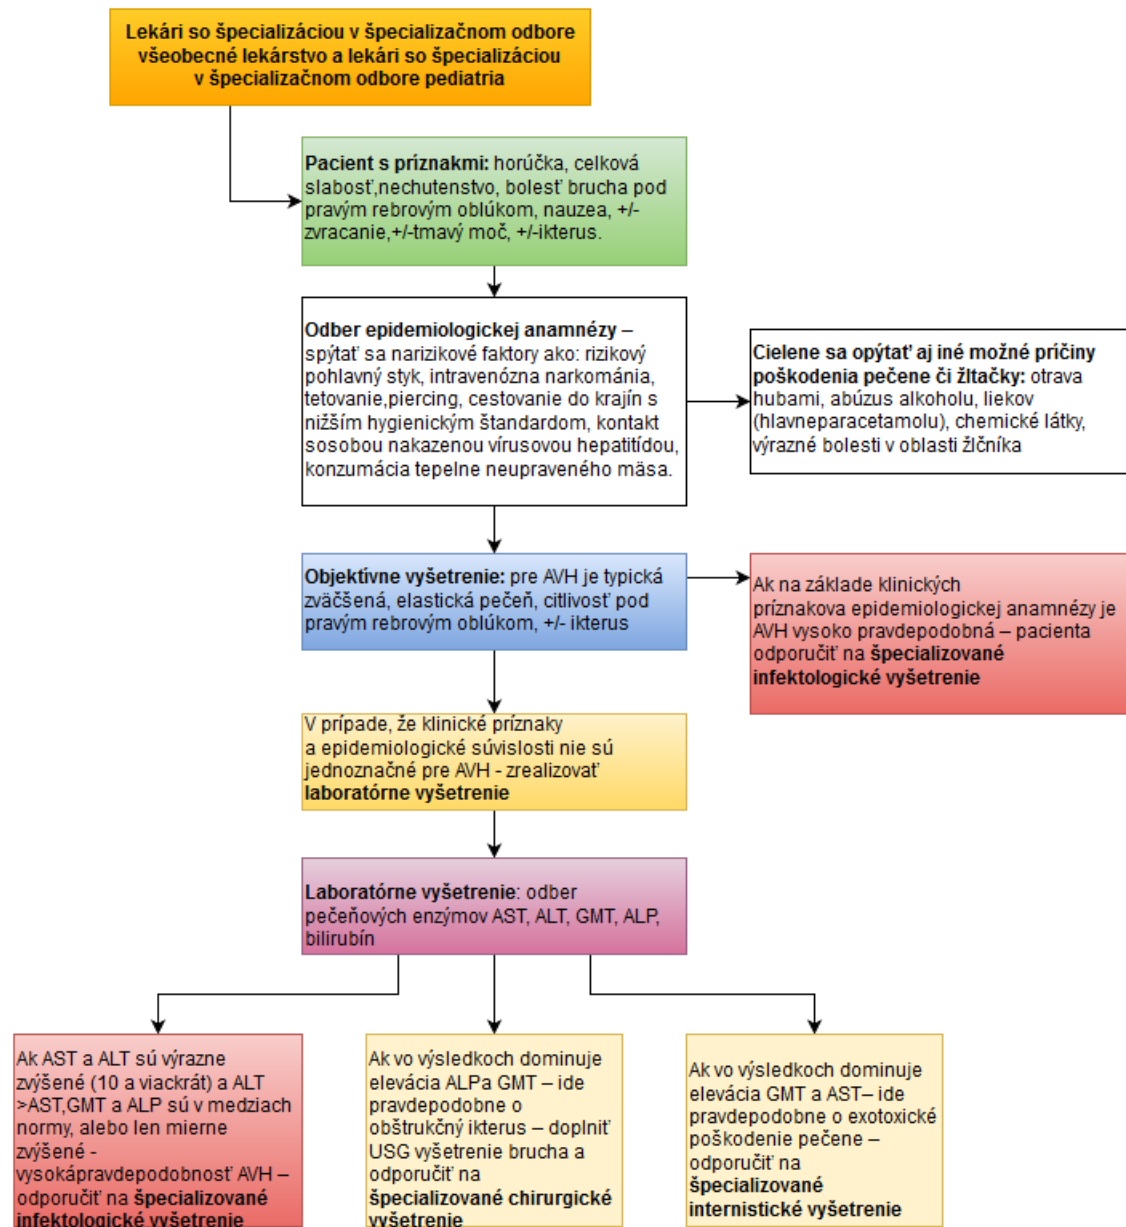 Lekári so špecializáciou v špecializačnom odbore
všeobecné lekárstvo a lekári so špecializáciou
v špecializačnom odbore pediatria
Pacient s príznakmi: horúčka, celková
slabosť,nechutenstvo, bolesť brucha pod
pravým rebrovým oblúkom, nauzea, +/-
zvracanie,+/-tmavý moč, +/-ikterus.
Odber epidemiologickej anamnézy –
spýtať sa narizikové faktory ako: rizikový
pohlavný styk, intravenózna narkománia,
tetovanie,piercing, cestovanie do krajín s
nižším hygienickým štandardom, kontakt
sosobou nakazenou vírusovou hepatitídou,
konzumácia tepelne neupraveného mäsa.
Cielene sa opýtať aj iné možné príčiny
poškodenia pečene či žltačky: otrava
hubami, abúzus alkoholu, liekov
(hlavneparacetamolu), chemické látky,
výrazné bolesti v oblasti žlčníka
Objektívne vyšetrenie: pre AVH je typická
zväčšená, elastická pečeň, citlivosť pod
pravým rebrovým oblúkom, +/- ikterus
Ak na základe klinických
príznakova epidemiologickej anamnézy je
AVH vysoko pravdepodobná – pacienta
odporučiť na špecializované
infektologické vyšetrenie
V prípade, že klinické príznaky
a epidemiologické súvislosti nie sú
jednoznačné pre AVH - zrealizovať
laboratórne vyšetrenie
Laboratórne vyšetrenie: odber
pečeňových enzýmov AST, ALT, GMT, ALP,
bilirubín
Ak AST a ALT sú výrazne
zvýšené (10 a viackrát) a ALT
>AST,GMT a ALP sú v medziach
normy, alebo len mierne
zvýšené -
vysokápravdepodobnosť AVH –
odporučiť na špecializované
infektologické vyšetrenie
Ak vo výsledkoch dominuje
elevácia ALPa GMT – ide
pravdepodobne o
obštrukčný ikterus – doplniť
USG vyšetrenie brucha a
odporučiť na
špecializované chirurgické
vyšetrenie
Ak vo výsledkoch dominuje
elevácia GMT a AST– ide
pravdepodobne o exotoxické
poškodenie pečene –
odporučiť na
špecializované
internistické vyšetrenie